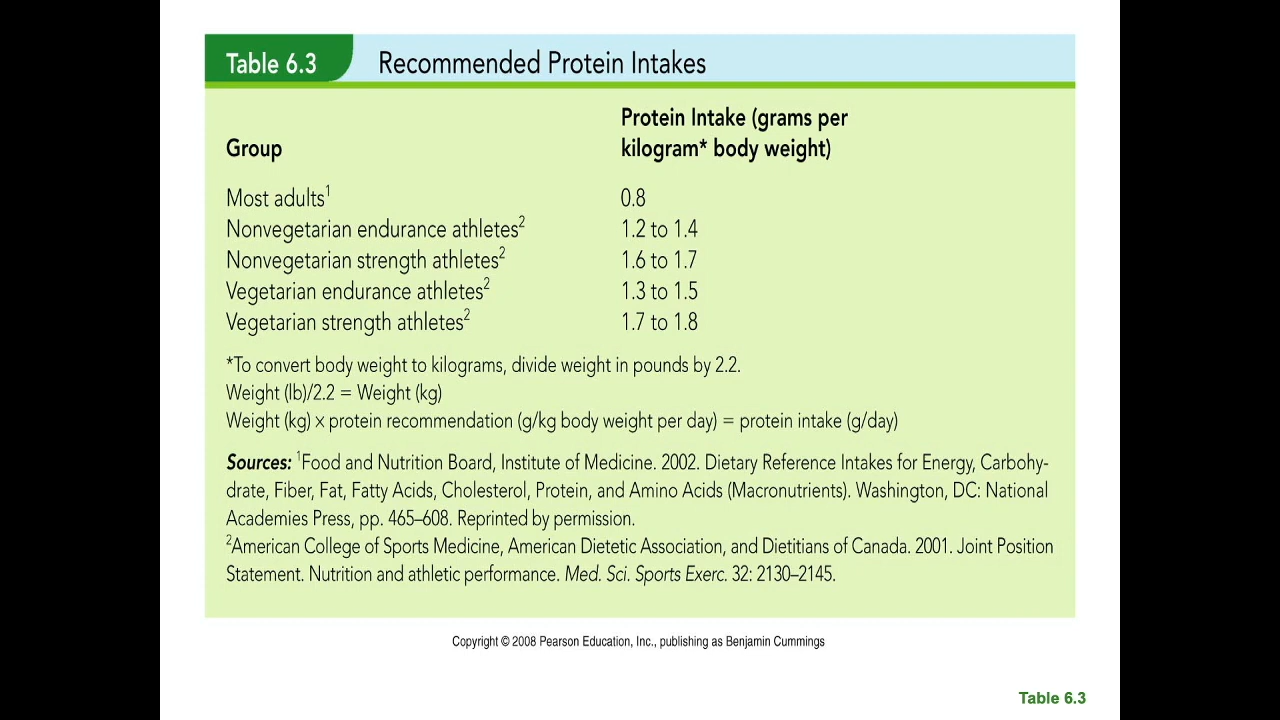 Table 6.3 Recommended Protein Intakes
Group Protein Intake (grams per kilogram* body weight)
Most adults¹ 0.8
Nonvegetarian endurance athletes² 1.2 to 1.4
Nonvegetarian strength athletes² 1.6 to 1.7
Vegetarian endurance athletes² 1.3 to 1.5
Vegetarian strength athletes² 1.7 to 1.8
*To convert body weight to kilograms, divide weight in pounds by 2.2.
Weight (lb)/2.2 = Weight (kg)
Weight (kg) x protein recommendation (g/kg body weight per day) = protein intake (g/day)
Sources: ¹Food and Nutrition Board, Institute of Medicine. 2002. Dietary Reference Intakes for Energy, Carbohy-
drate, Fiber, Fat, Fatty Acids, Cholesterol, Protein, and Amino Acids (Macronutrients). Washington, DC: National
Academies Press, pp. 465–608. Reprinted by permission.
²American College of Sports Medicine, American Dietetic Association, and Dietitians of Canada. 2001. Joint Position
Statement. Nutrition and athletic performance. Med. Sci. Sports Exerc. 32: 2130–2145.
Copyright © 2008 Pearson Education, Inc., publishing as Benjamin Cummings
Table 6.3